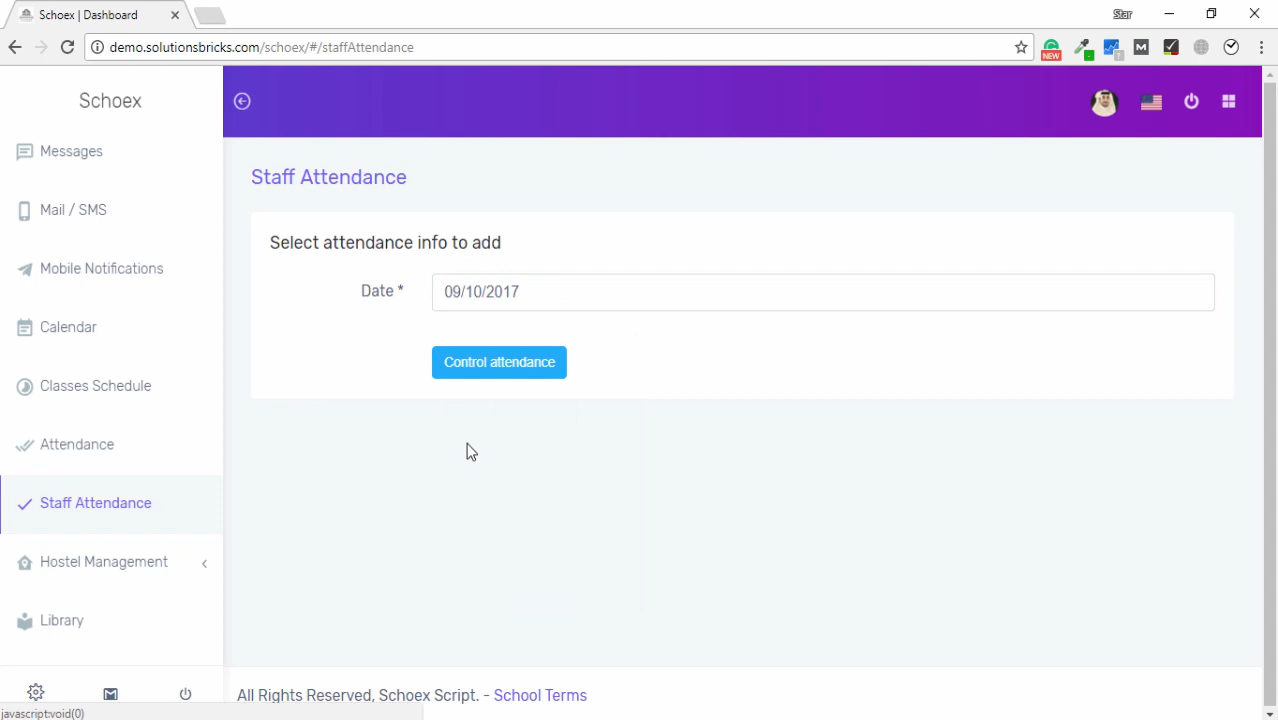 Schoex | Dashboard
Star
demo.solutionsbricks.com/schoex/#/staffAttendance
NEW
Schoex
Messages
Mail / SMS
Mobile Notifications
Calendar
Classes Schedule
Attendance
Staff Attendance
Hostel Management
Library
Staff Attendance
Select attendance info to add
Date *
09/10/2017
Control attendance
All Rights Reserved, Schoex Script. - School Terms
javascript:void(0)